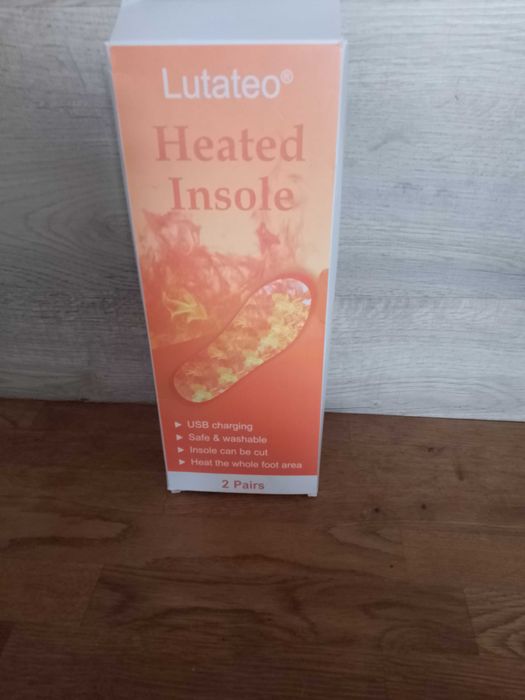 Lutateo®
Heated
Insole
▶ USB charging
▶ Safe & washable
▶ Insole can be cut
▶ Heat the whole foot area
2 Pairs